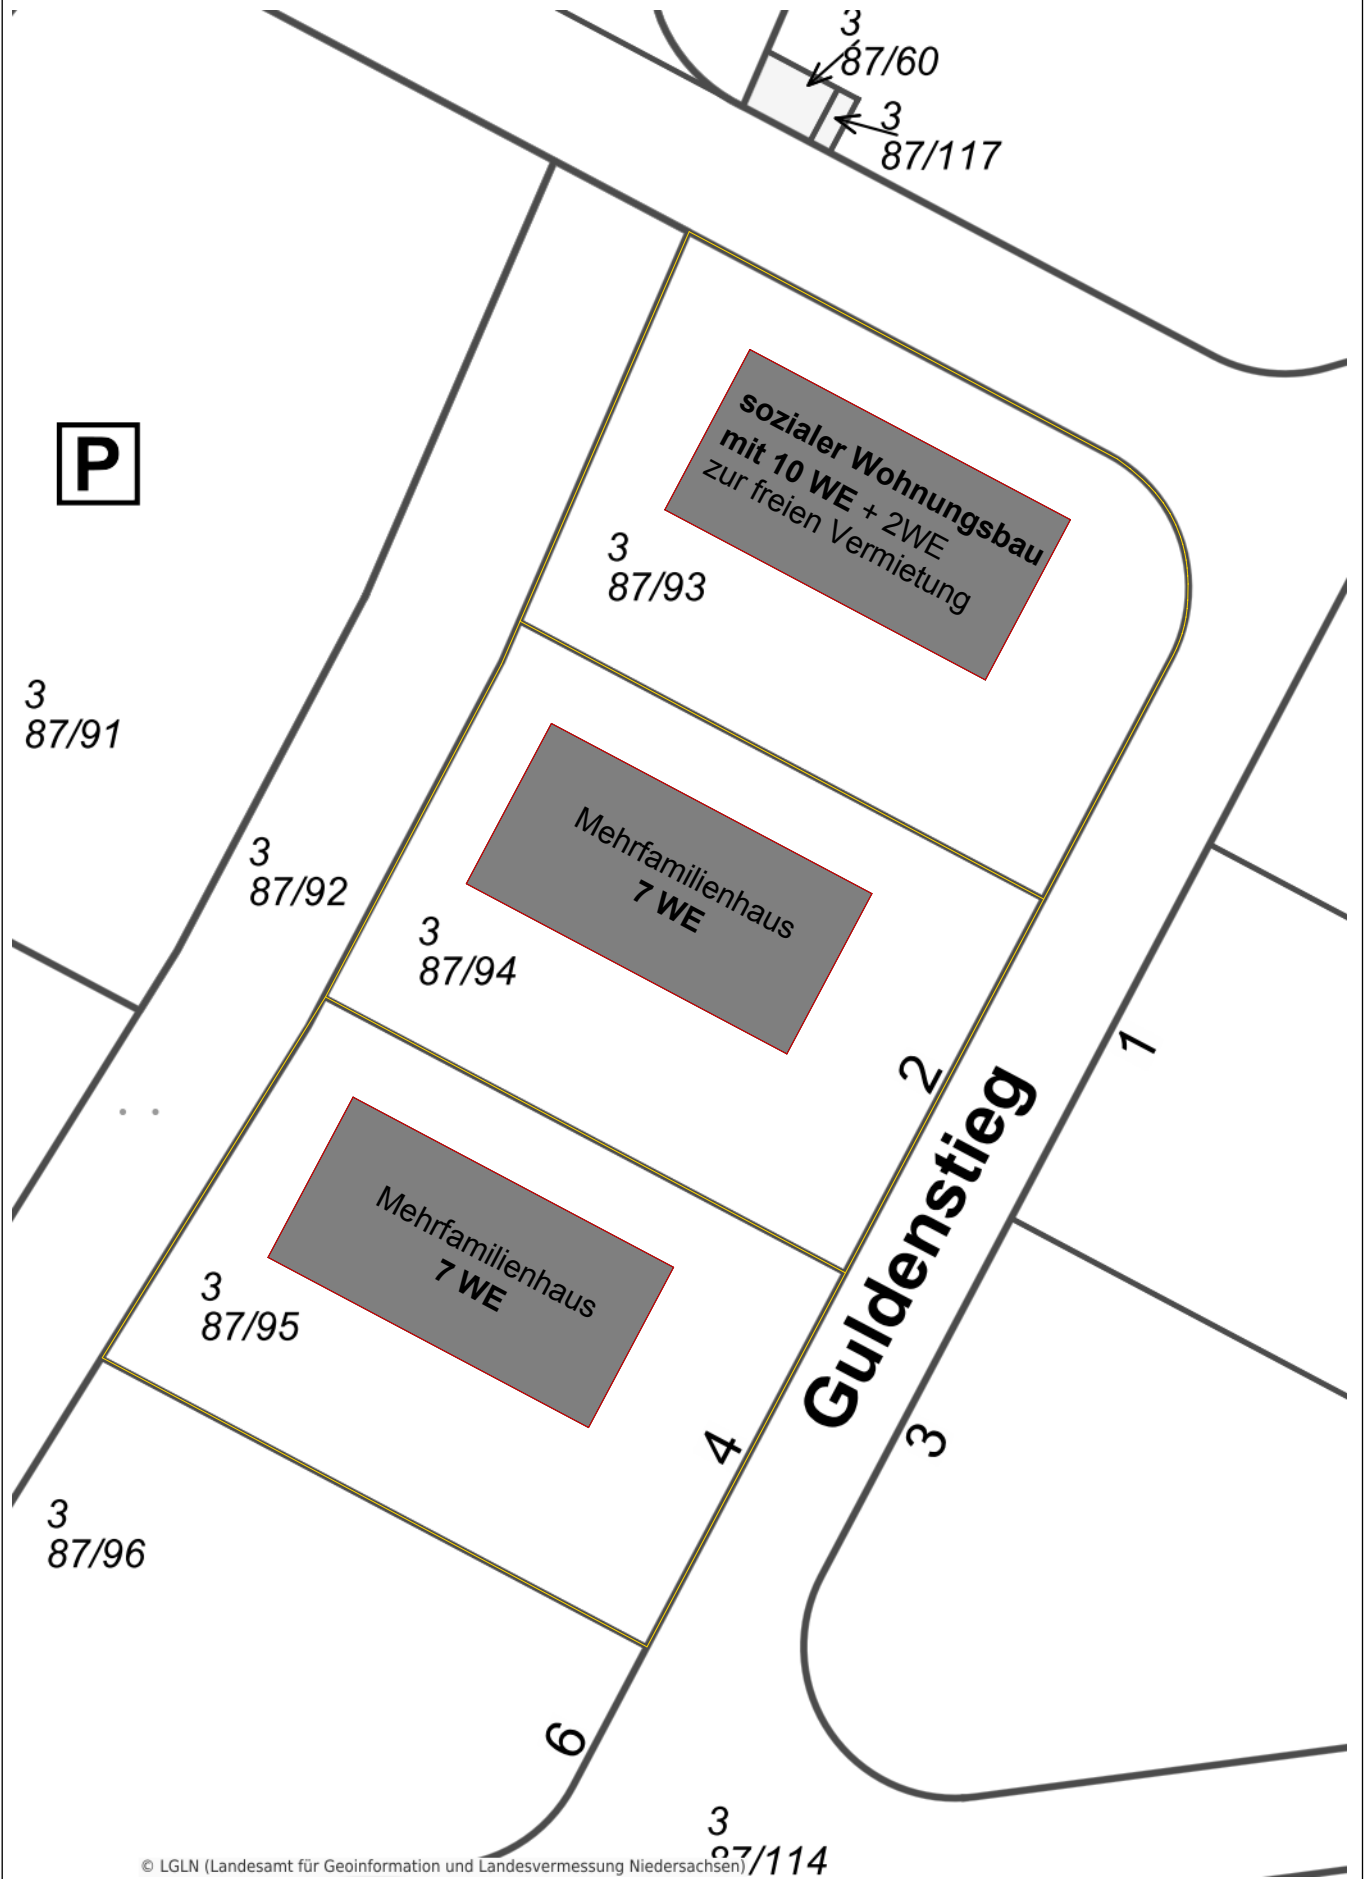 3
87/60
3
87/117
sozialer Wohnungsbau
mit 10 WE + 2WE
zur freien Vermietung
P
3
87/93
3
87/91
Mehrfamilienhaus
7 WE
3
87/92
3
87/94
2
1
Guldenstieg
Mehrfamilienhaus
7 WE
3
87/95
4
3
3
87/96
6
3
87/114
© LGLN (Landesamt für Geoinformation und Landesvermessung Niedersachsen)